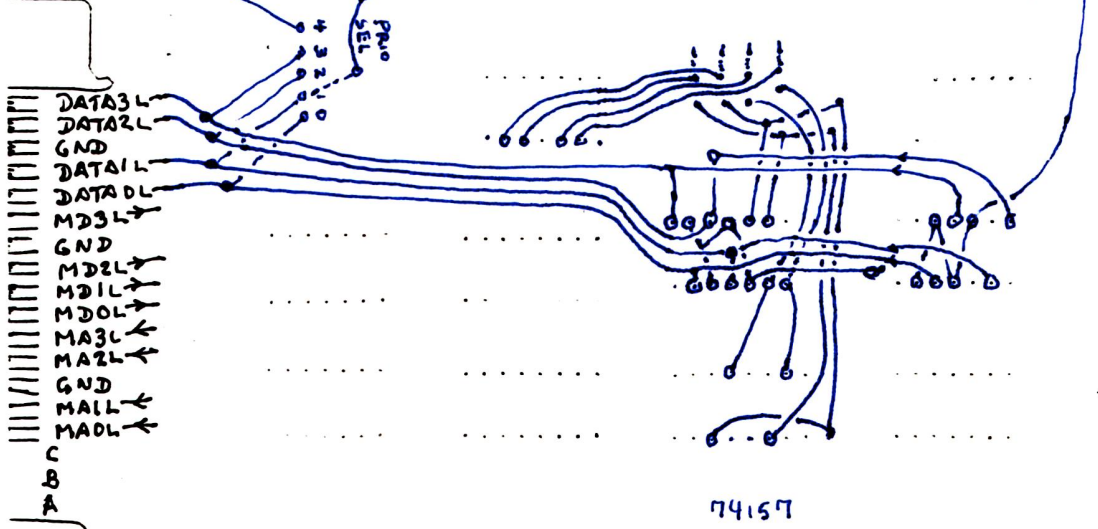 4
3
2
1
0
PRIO
SEL
DATA3L
DATA2L
GND
DATA1L
DATA0L
MD3L
GND
MD2L
MD1L
MD0L
MA3L
MA2L
GND
MA1L
MA0L
C
B
A
74157